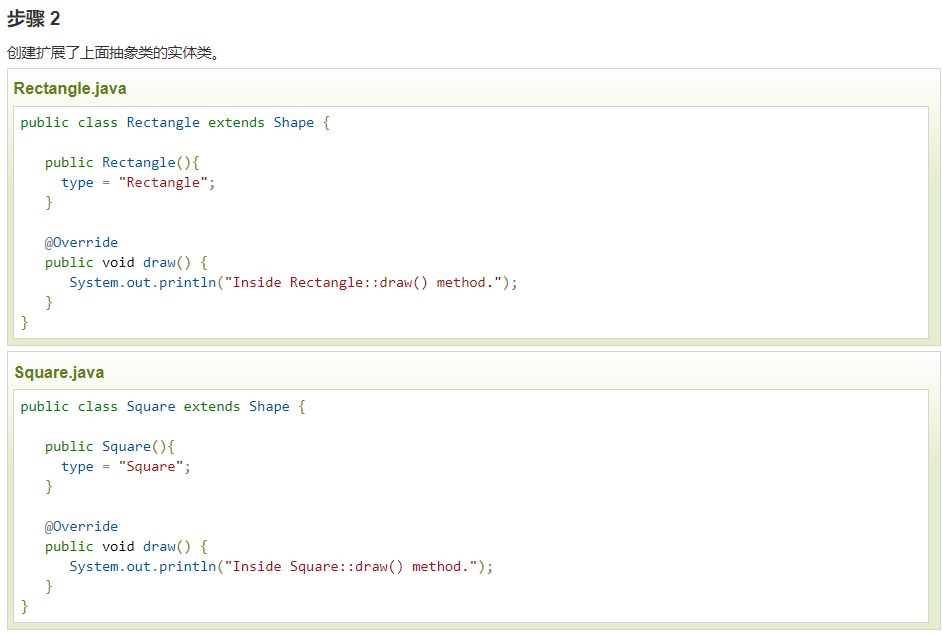 步骤 2
创建扩展了上面抽象类的实体类。
Rectangle.java
public class Rectangle extends Shape {
   public Rectangle(){
     type = "Rectangle";
   }
   @Override
   public void draw() {
      System.out.println("Inside Rectangle::draw() method.");
   }
}
Square.java
public class Square extends Shape {
   public Square(){
     type = "Square";
   }
   @Override
   public void draw() {
      System.out.println("Inside Square::draw() method.");
   }
}